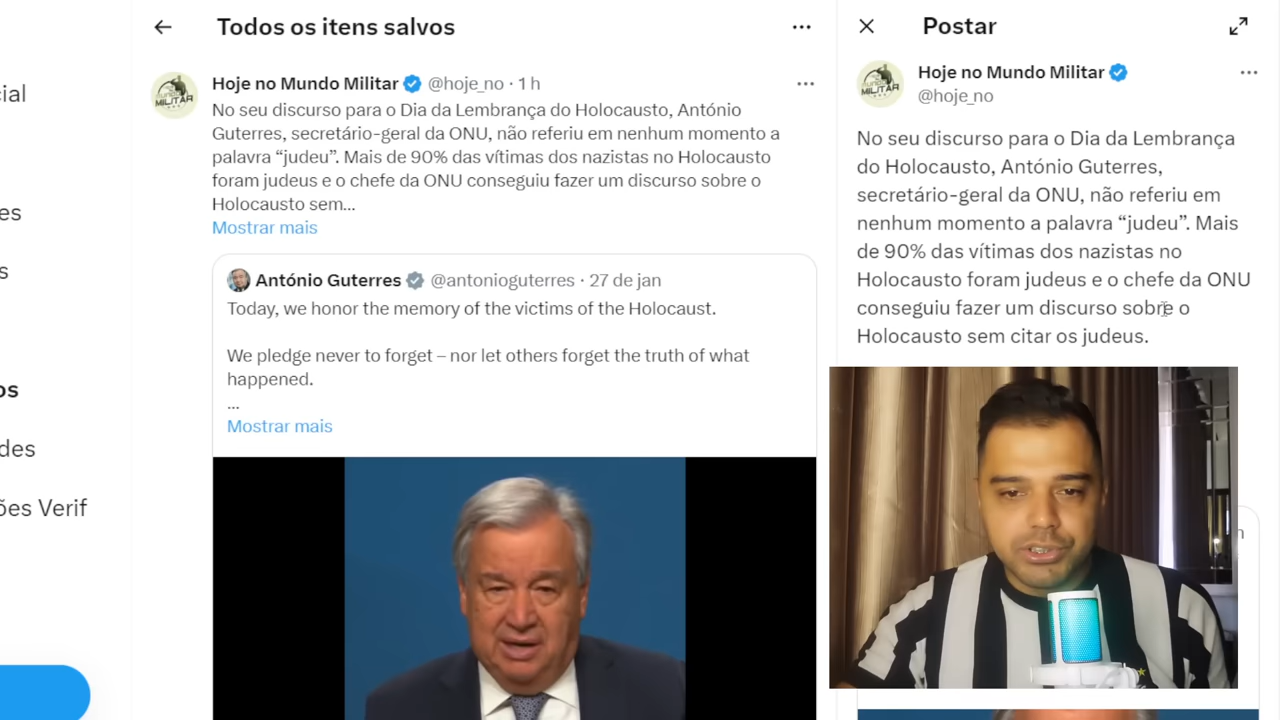 cial
es
s
os
des
ões Verif
Todos os itens salvos
Hoje no Mundo Militar @hoje_no · 1 h
No seu discurso para o Dia da Lembrança do Holocausto, António
Guterres, secretário-geral da ONU, não referiu em nenhum momento a
palavra “judeu”. Mais de 90% das vítimas dos nazistas no Holocausto
foram judeus e o chefe da ONU conseguiu fazer um discurso sobre o
Holocausto sem...
Mostrar mais
António Guterres @antonioguterres · 27 de jan
Today, we honor the memory of the victims of the Holocaust.
We pledge never to forget – nor let others forget the truth of what
happened.
...
Mostrar mais
Postar
Hoje no Mundo Militar
@hoje_no
No seu discurso para o Dia da Lembrança
do Holocausto, António Guterres,
secretário-geral da ONU, não referiu em
nenhum momento a palavra “judeu”. Mais
de 90% das vítimas dos nazistas no
Holocausto foram judeus e o chefe da ONU
conseguiu fazer um discurso sobre o
Holocausto sem citar os judeus.